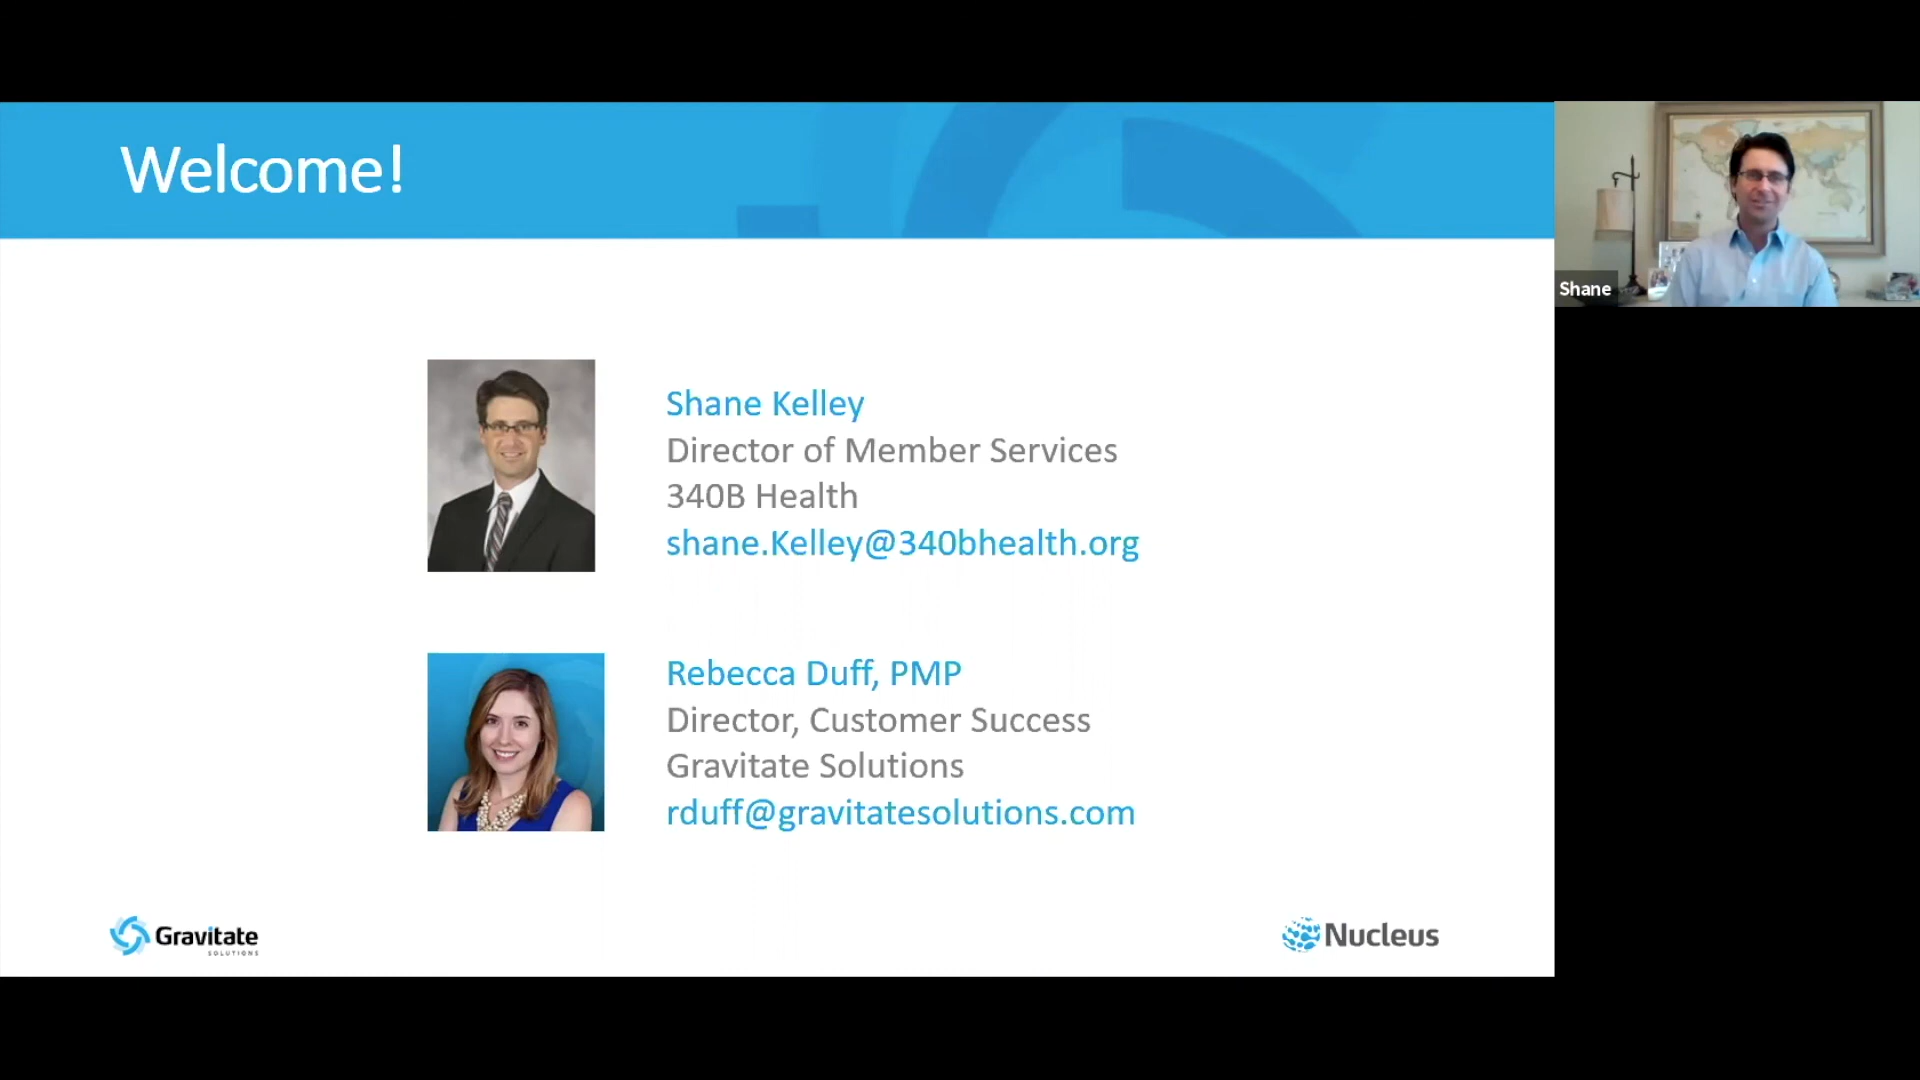 Welcome!
Shane
Shane Kelley
Director of Member Services
340B Health
shane.Kelley@340bhealth.org
Rebecca Duff, PMP
Director, Customer Success
Gravitate Solutions
rduff@gravitatesolutions.com
Gravitate
SOLUTIONS
Nucleus